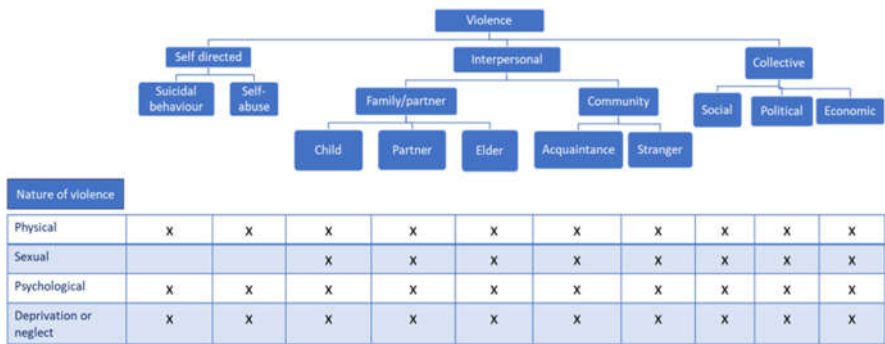 Violence
Self directed
Interpersonal
Collective
Suicidal
behaviour
Self-
abuse
Family/partner
Community
Social
Political
Economic
Child
Partner
Elder
Acquaintance
Stranger
Nature of violence
Physical X X X X X X X X X X
Sexual X X X X X X X X
Psychological X X X X X X X X X X
Deprivation or
neglect X X X X X X X X X X